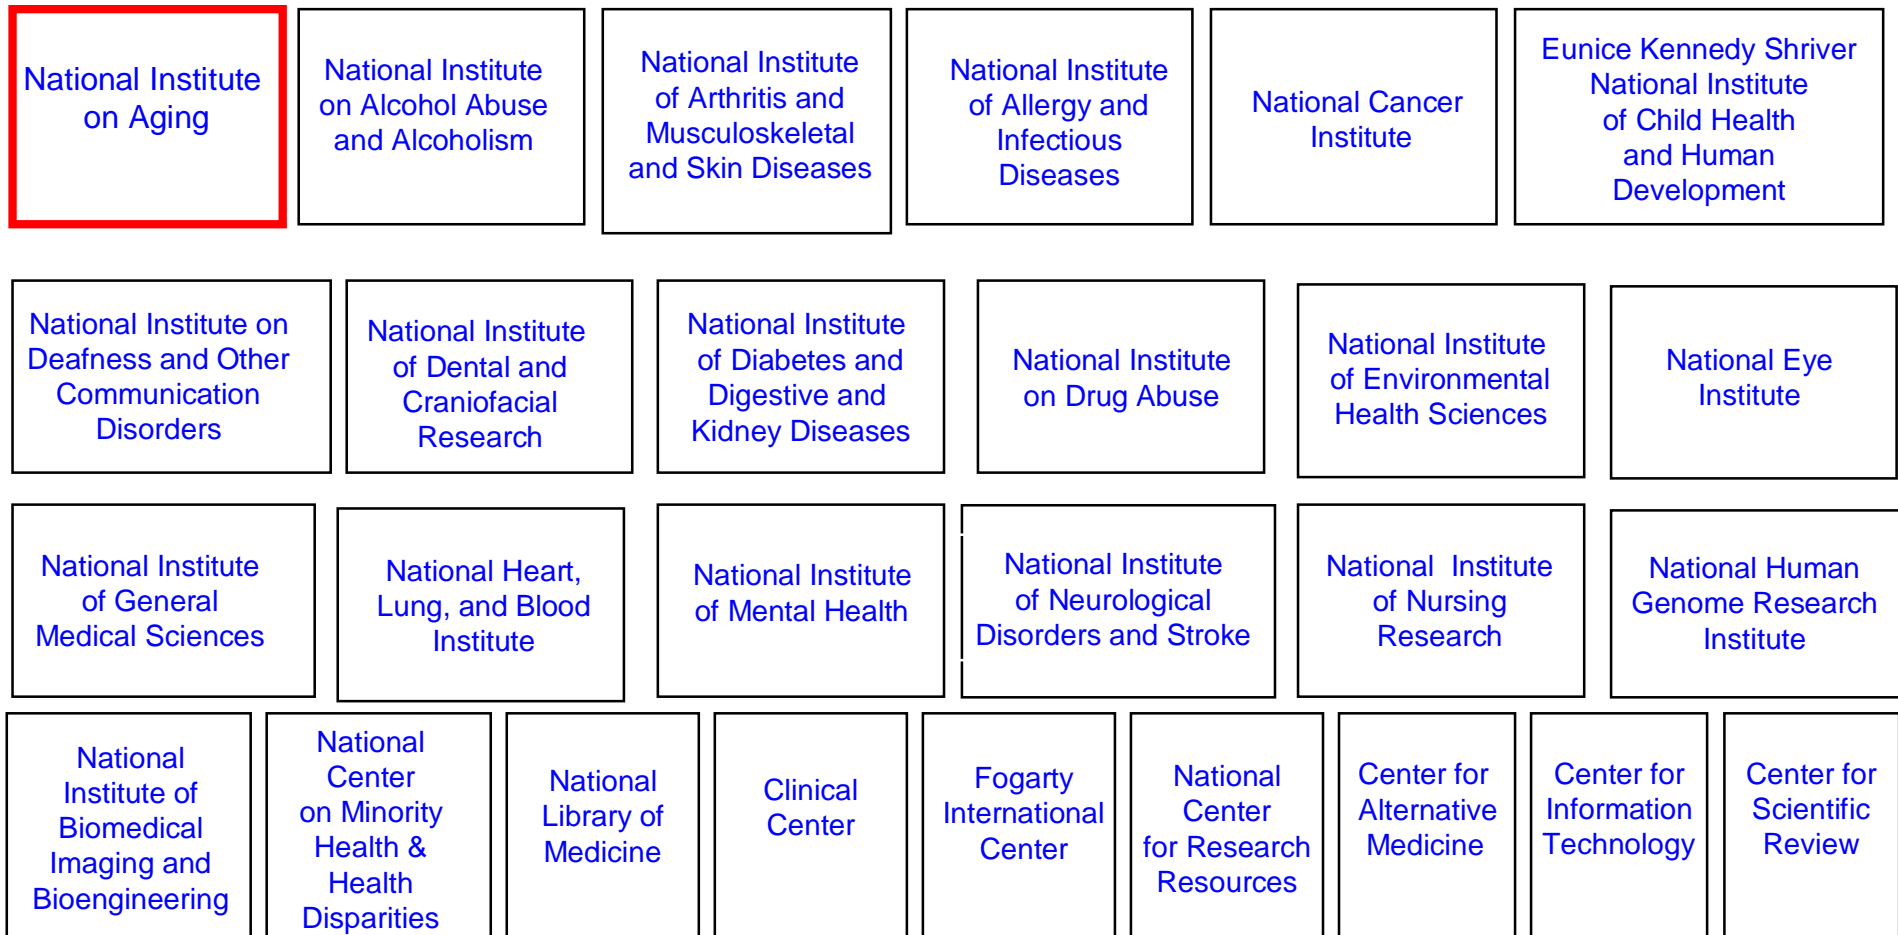 National Institute
on Aging
National Institute
on Alcohol Abuse
and Alcoholism
National Institute
of Arthritis and
Musculoskeletal
and Skin Diseases
National Institute
of Allergy and
Infectious
Diseases
National Cancer
Institute
Eunice Kennedy Shriver
National Institute
of Child Health
and Human
Development
National Institute on
Deafness and Other
Communication
Disorders
National Institute
of Dental and
Craniofacial
Research
National Institute
of Diabetes and
Digestive and
Kidney Diseases
National Institute
on Drug Abuse
National Institute
of Environmental
Health Sciences
National Eye
Institute
National Institute
of General
Medical Sciences
National Heart,
Lung, and Blood
Institute
National Institute
of Mental Health
National Institute
of Neurological
Disorders and Stroke
National Institute
of Nursing
Research
National Human
Genome Research
Institute
National
Institute of
Biomedical
Imaging and
Bioengineering
National
Center
on Minority
Health &
Health
Disparities
National
Library of
Medicine
Clinical
Center
Fogarty
International
Center
National
Center
for Research
Resources
Center for
Alternative
Medicine
Center for
Information
Technology
Center for
Scientific
Review